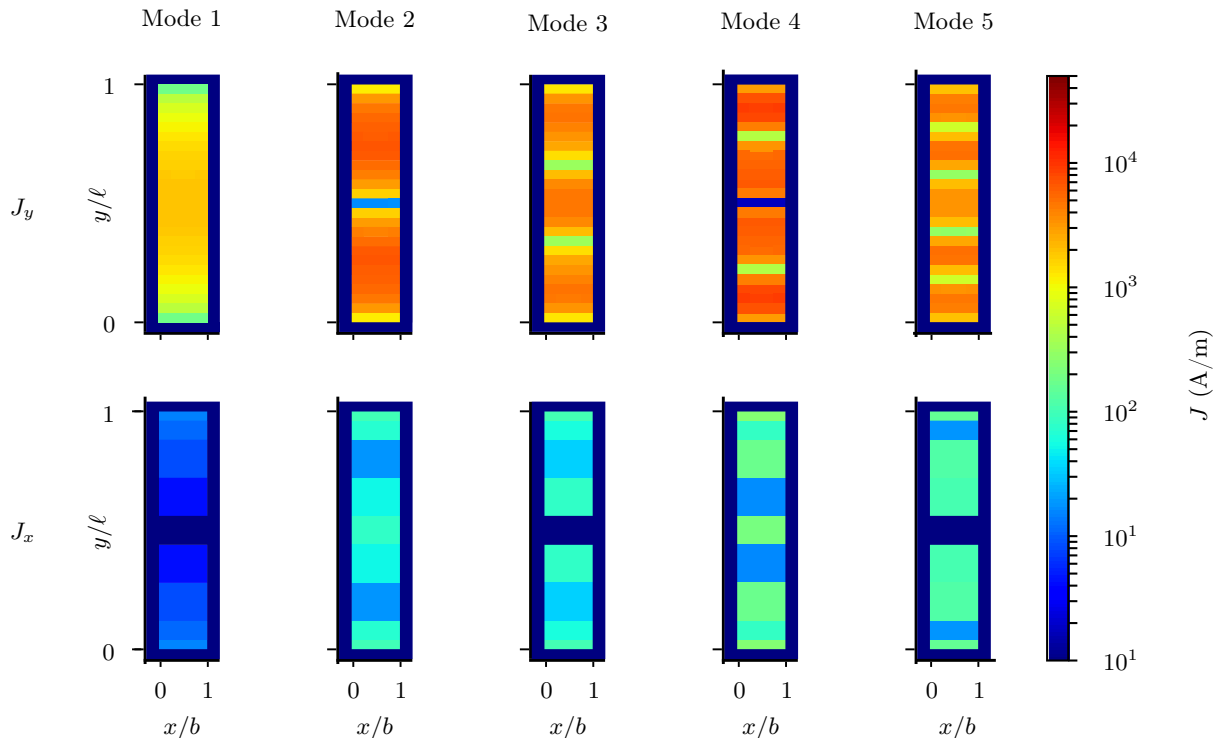 Mode 1 Mode 2 Mode 3 Mode 4 Mode 5
1
J_y
y/ℓ
0
10^4
10^3
J (A/m)
1
10^2
J_x
y/ℓ
10^1
0
10^1
0 1 0 1 0 1 0 1 0 1
x/b x/b x/b x/b x/b